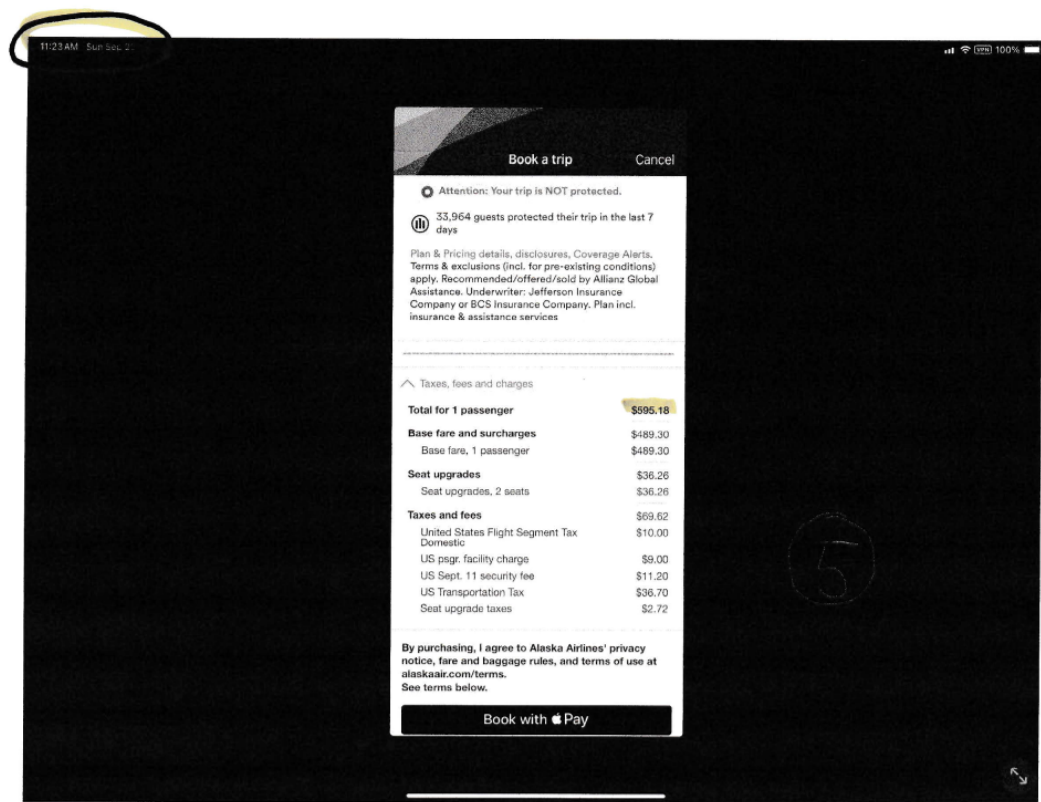 11:23 AM Sun Sep
VPN 100%
Book a trip Cancel
Attention: Your trip is NOT protected.
33,964 guests protected their trip in the last 7
days
Plan & Pricing details, disclosures, Coverage Alerts.
Terms & exclusions (incl. for pre-existing conditions)
apply. Recommended/offered/sold by Allianz Global
Assistance. Underwriter: Jefferson Insurance
Company or BCS Insurance Company. Plan incl.
insurance & assistance services
Taxes, fees and charges
Total for 1 passenger $595.18
Base fare and surcharges $489.30
Base fare, 1 passenger $489.30
Seat upgrades $36.26
Seat upgrades, 2 seats $36.26
Taxes and fees $69.62
United States Flight Segment Tax $10.00
Domestic
US psgr. facility charge $9.00
US Sept. 11 security fee $11.20
US Transportation Tax $36.70
Seat upgrade taxes $2.72
5
By purchasing, I agree to Alaska Airlines' privacy
notice, fare and baggage rules, and terms of use at
alaskaair.com/terms.
See terms below.
Book with Pay